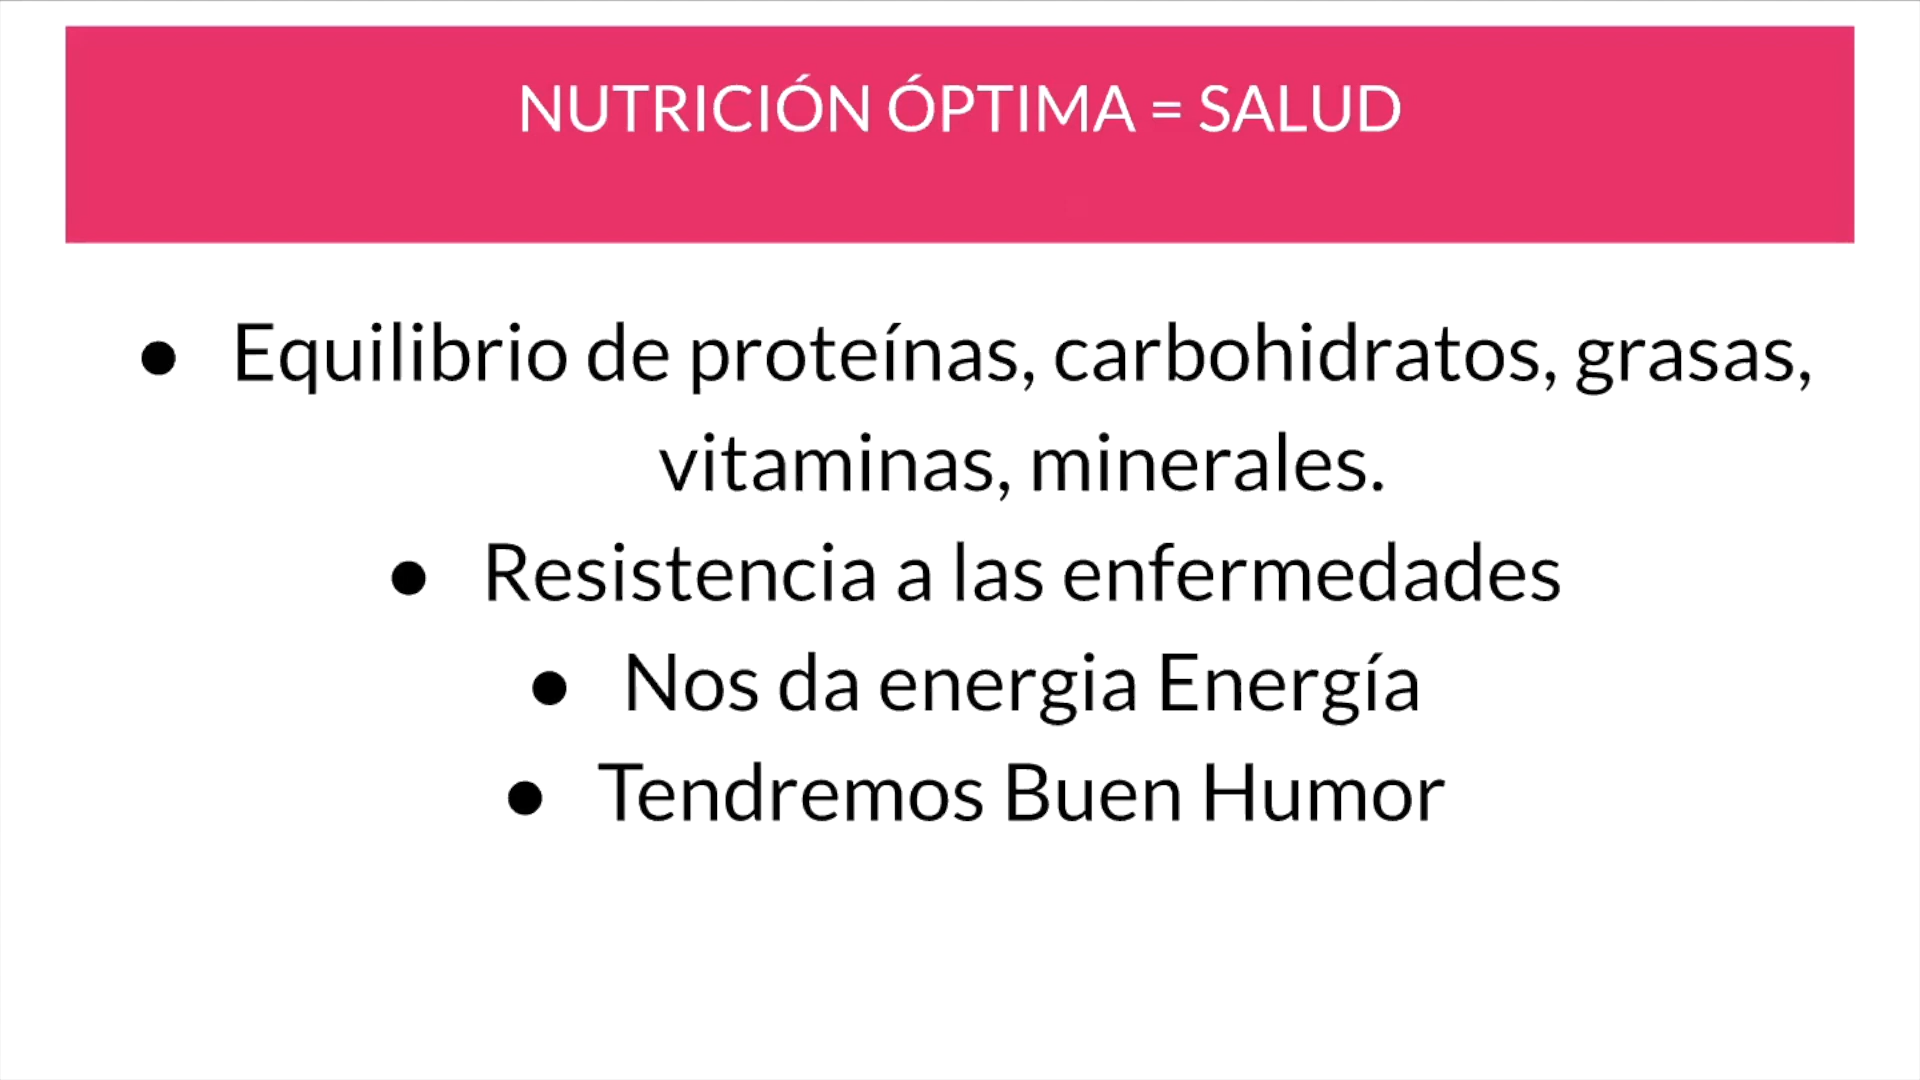 NUTRICIÓN ÓPTIMA = SALUD
● Equilibrio de proteínas, carbohidratos, grasas,
vitaminas, minerales.
● Resistencia a las enfermedades
● Nos da energia Energía
● Tendremos Buen Humor